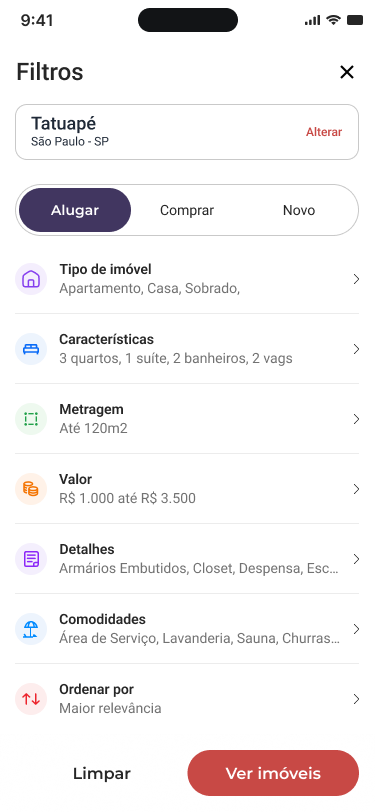 9:41
Filtros
Tatuapé
São Paulo - SP
Alterar
Alugar
Comprar
Novo
Tipo de imóvel
Apartamento, Casa, Sobrado,
Características
3 quartos, 1 suíte, 2 banheiros, 2 vags
Metragem
Até 120m2
Valor
R$ 1.000 até R$ 3.500
Detalhes
Armários Embutidos, Closet, Despensa, Esc...
Comodidades
Área de Serviço, Lavanderia, Sauna, Churras...
Ordenar por
Maior relevância
Limpar
Ver imóveis